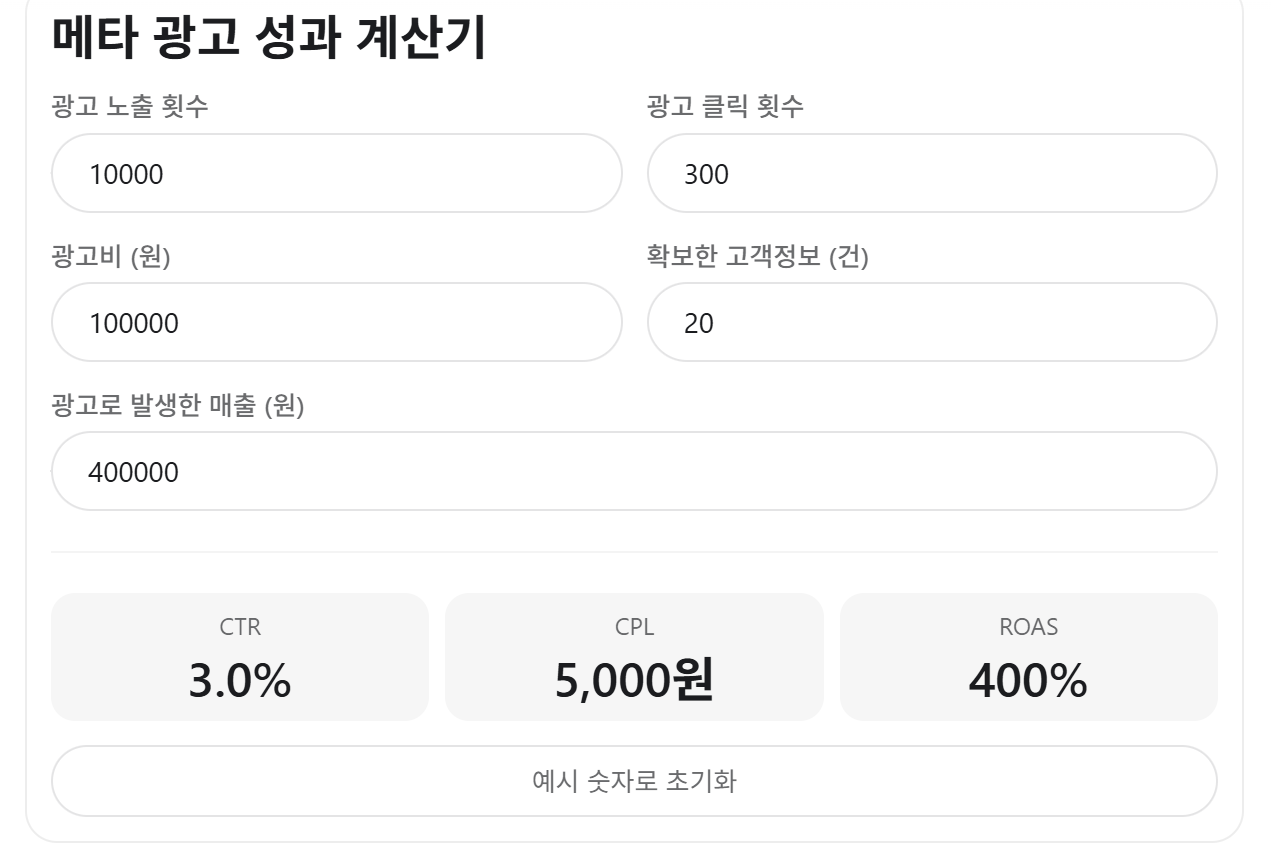 메타 광고 성과 계산기
광고 노출 횟수
광고 클릭 횟수
10000
300
광고비 (원)
확보한 고객정보 (건)
100000
20
광고로 발생한 매출 (원)
400000
CTR
CPL
ROAS
3.0%
5,000원
400%
예시 숫자로 초기화